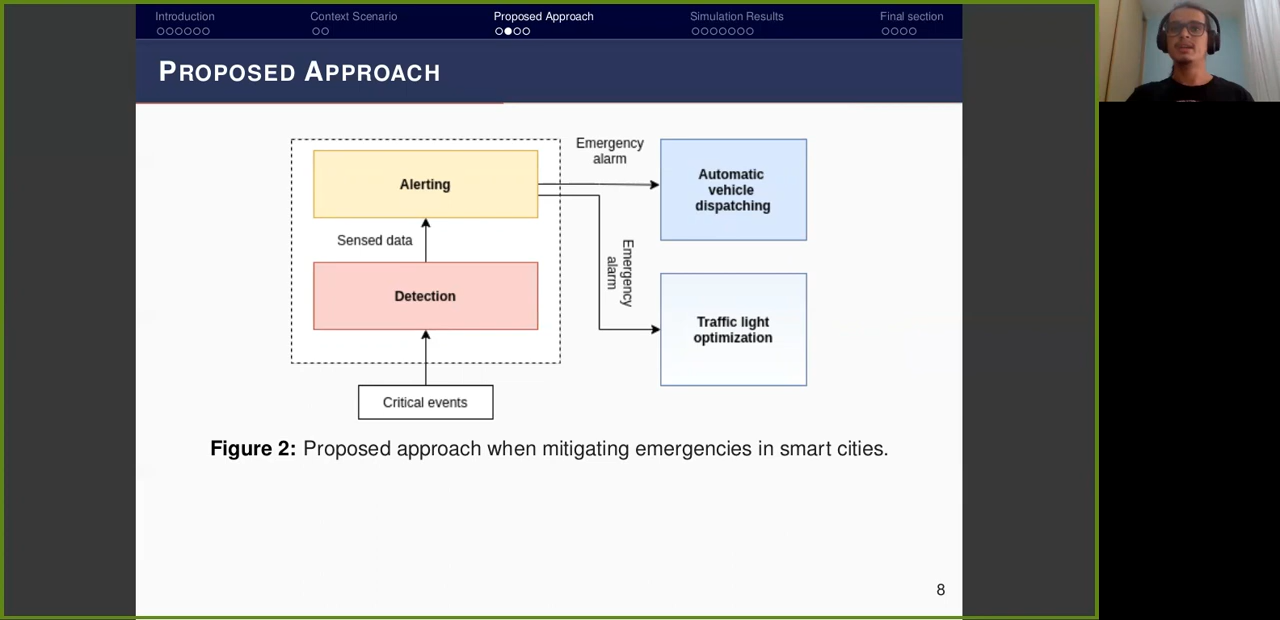 Introduction
Context Scenario
Proposed Approach
Simulation Results
Final section
PROPOSED APPROACH
Emergency
alarm
Alerting
Automatic
vehicle
dispatching
Sensed data
Emergency
alarm
Detection
Traffic light
optimization
Critical events
Figure 2: Proposed approach when mitigating emergencies in smart cities.
8